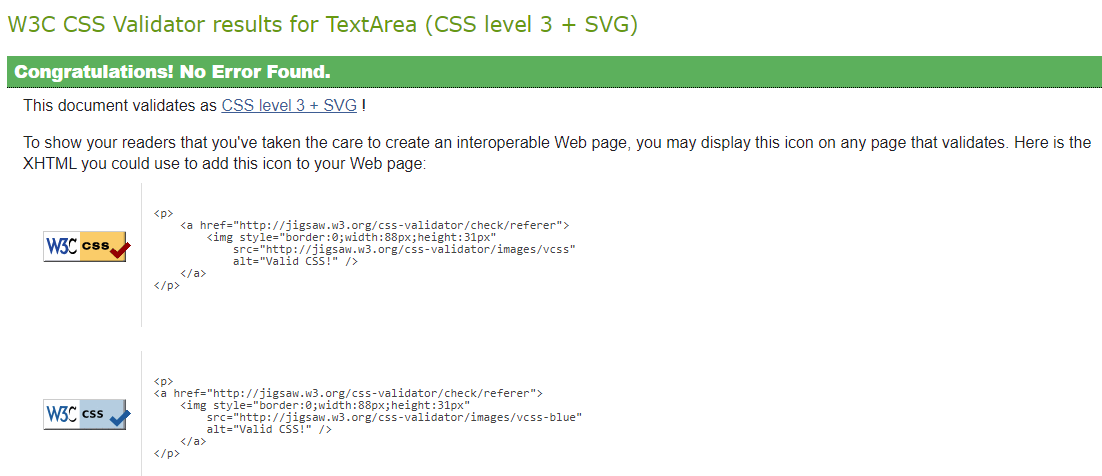 W3C CSS Validator results for TextArea (CSS level 3 + SVG)
Congratulations! No Error Found.
This document validates as CSS level 3 + SVG !
To show your readers that you've taken the care to create an interoperable Web page, you may display this icon on any page that validates. Here is the
XHTML you could use to add this icon to your Web page:
W3C css
<p>
    <a href="http://jigsaw.w3.org/css-validator/check/referer">
        <img style="border:0;width:88px;height:31px"
            src="http://jigsaw.w3.org/css-validator/images/vcss"
            alt="Valid CSS!" />
    </a>
</p>
W3C css
<p>
<a href="http://jigsaw.w3.org/css-validator/check/referer">
    <img style="border:0;width:88px;height:31px"
        src="http://jigsaw.w3.org/css-validator/images/vcss-blue"
        alt="Valid CSS!" />
    </a>
</p>